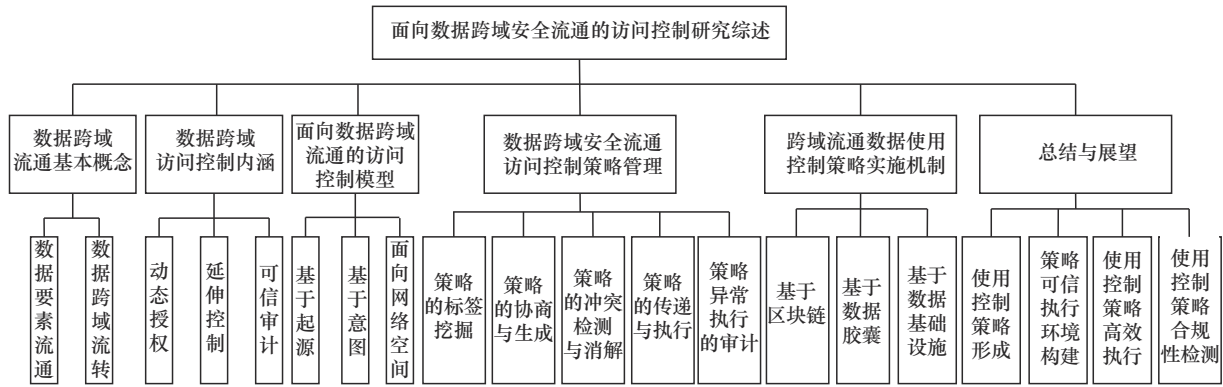 面向数据跨域安全流通的访问控制研究综述
数据跨域
流通基本概念
数据跨域
访问控制内涵
面向数据跨域
流通的访问
控制模型
数据跨域安全流通
访问控制策略管理
跨域流通数据使用
控制策略实施机制
总结与展望
数据要素流通
数据跨域流转
动态授权
延伸控制
可信审计
基于起源
基于意图
面向网络空间
策略
的标签
挖掘
策略
的协商
与生成
策略
的冲突
检测
与消解
策略
的传递
与执行
策略
异常
执行
的审计
基于
区块链
基于
数据
胶囊
基于
数据
基础
设施
使用
控制
策略
形成
策略
可信
执行
环境
构建
使用
控制
策略
高效
执行
使用
控制
策略
合规
性检测